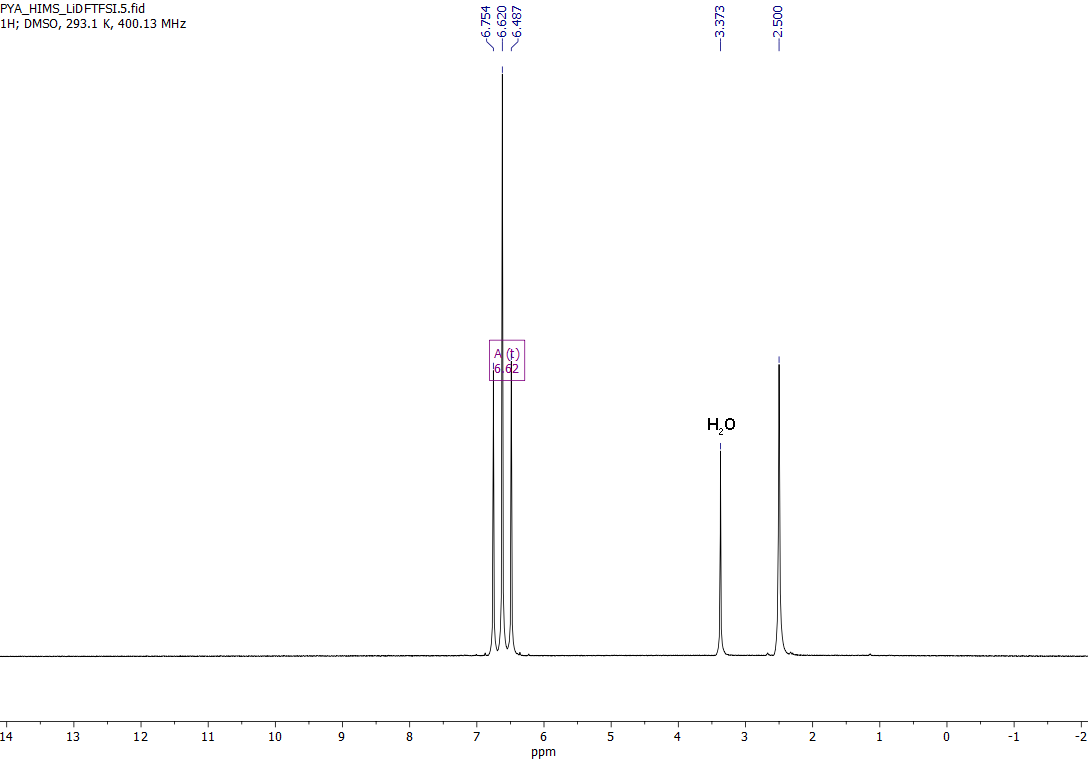 PYA_HIMS_LiDFTFSI.5.fid
1H; DMSO, 293.1 K, 400.13 MHz
6.754
6.620
6.487
3.373
2.500
A (t)
6.62
H₂O
14 13 12 11 10 9 8 7 6 5 4 3 2 1 0 -1 -2
ppm